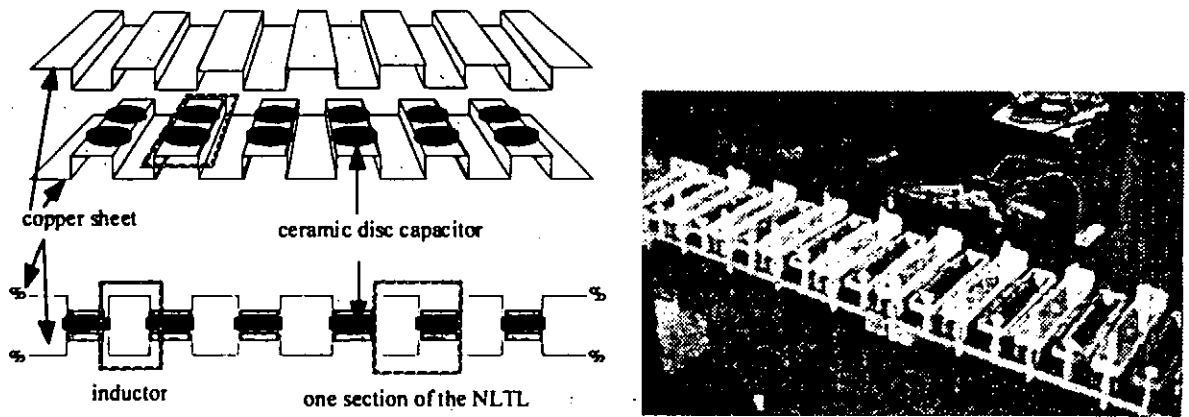 copper sheet
ceramic disc capacitor
inductor
one section of the NLTL